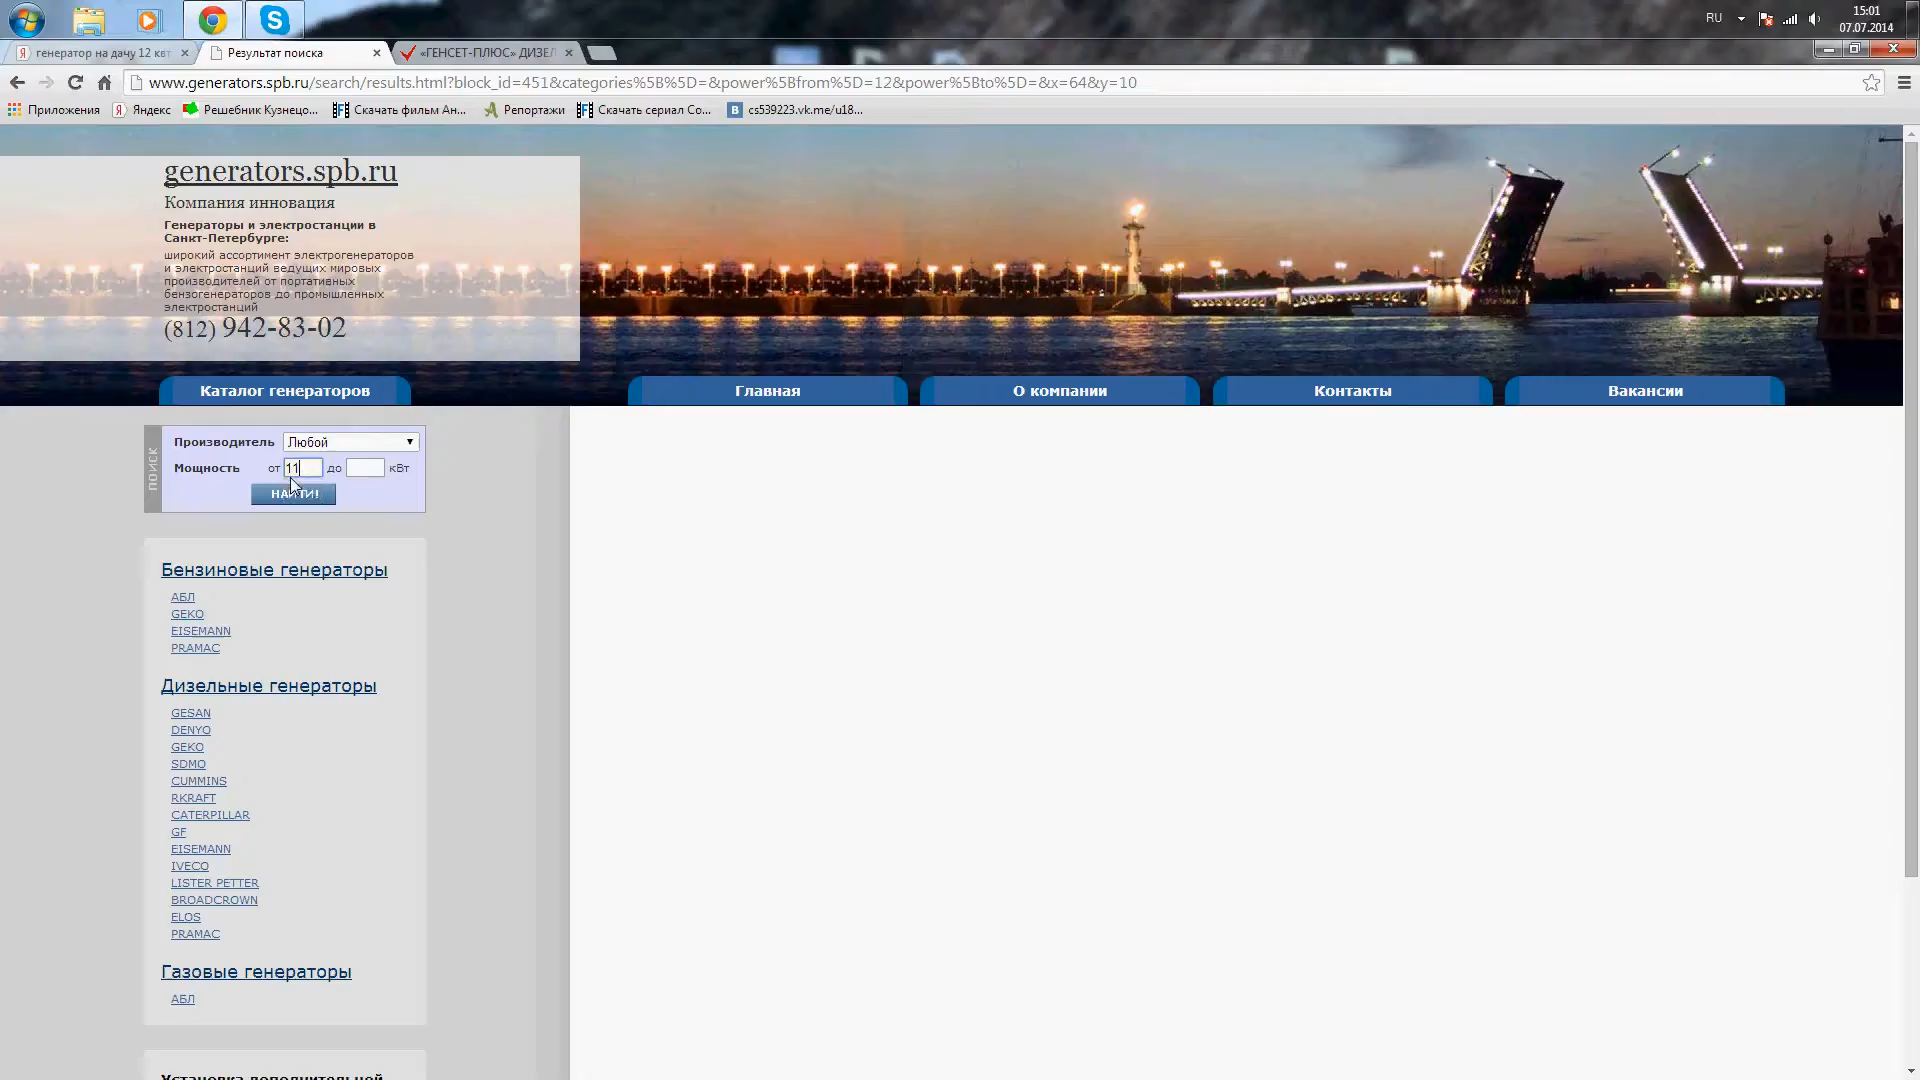 RU
15:01
07.07.2014
генератор на дачу 12 квт
Результат поиска
«ГЕНСЕТ-ПЛЮС» ДИЗЕЛ
www.generators.spb.ru/search/results.html?block_id=451&categories%5B%5D=&power%5Bfrom%5D=12&power%5Bto%5D=&x=64&y=10
Приложения
Яндекс
Решебник Кузнецо...
Скачать фильм Ан...
Репортажи
Скачать сериал Со...
cs539223.vk.me/u18...
generators.spb.ru
Компания инновация
Генераторы и электростанции в
Санкт-Петербурге:
широкий ассортимент электрогенераторов
и электростанций ведущих мировых
производителей от портативных
бензогенераторов до промышленных
электростанций
(812) 942-83-02
Каталог генераторов
Главная
О компании
Контакты
Вакансии
ПОИСК
Производитель Любой
Мощность от 11 до кВт
НАЙТИ!
Бензиновые генераторы
АБЛ
GEKO
EISEMANN
PRAMAC
Дизельные генераторы
GESAN
DENYO
GEKO
SDMO
CUMMINS
RKRAFT
CATERPILLAR
GF
EISEMANN
IVECO
LISTER PETTER
BROADCROWN
ELOS
PRAMAC
Газовые генераторы
АБЛ
Установка дополнительной